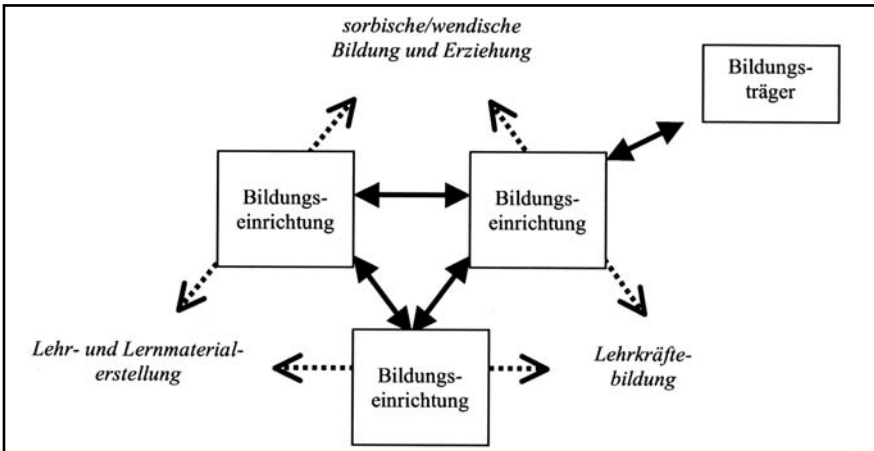 sorbische/wendische
Bildung und Erziehung
Bildungs-
träger
Bildungs-
einrichtung
Bildungs-
einrichtung
Lehr- und Lernmaterial-
erstellung
Bildungs-
einrichtung
Lehrkräfte-
bildung